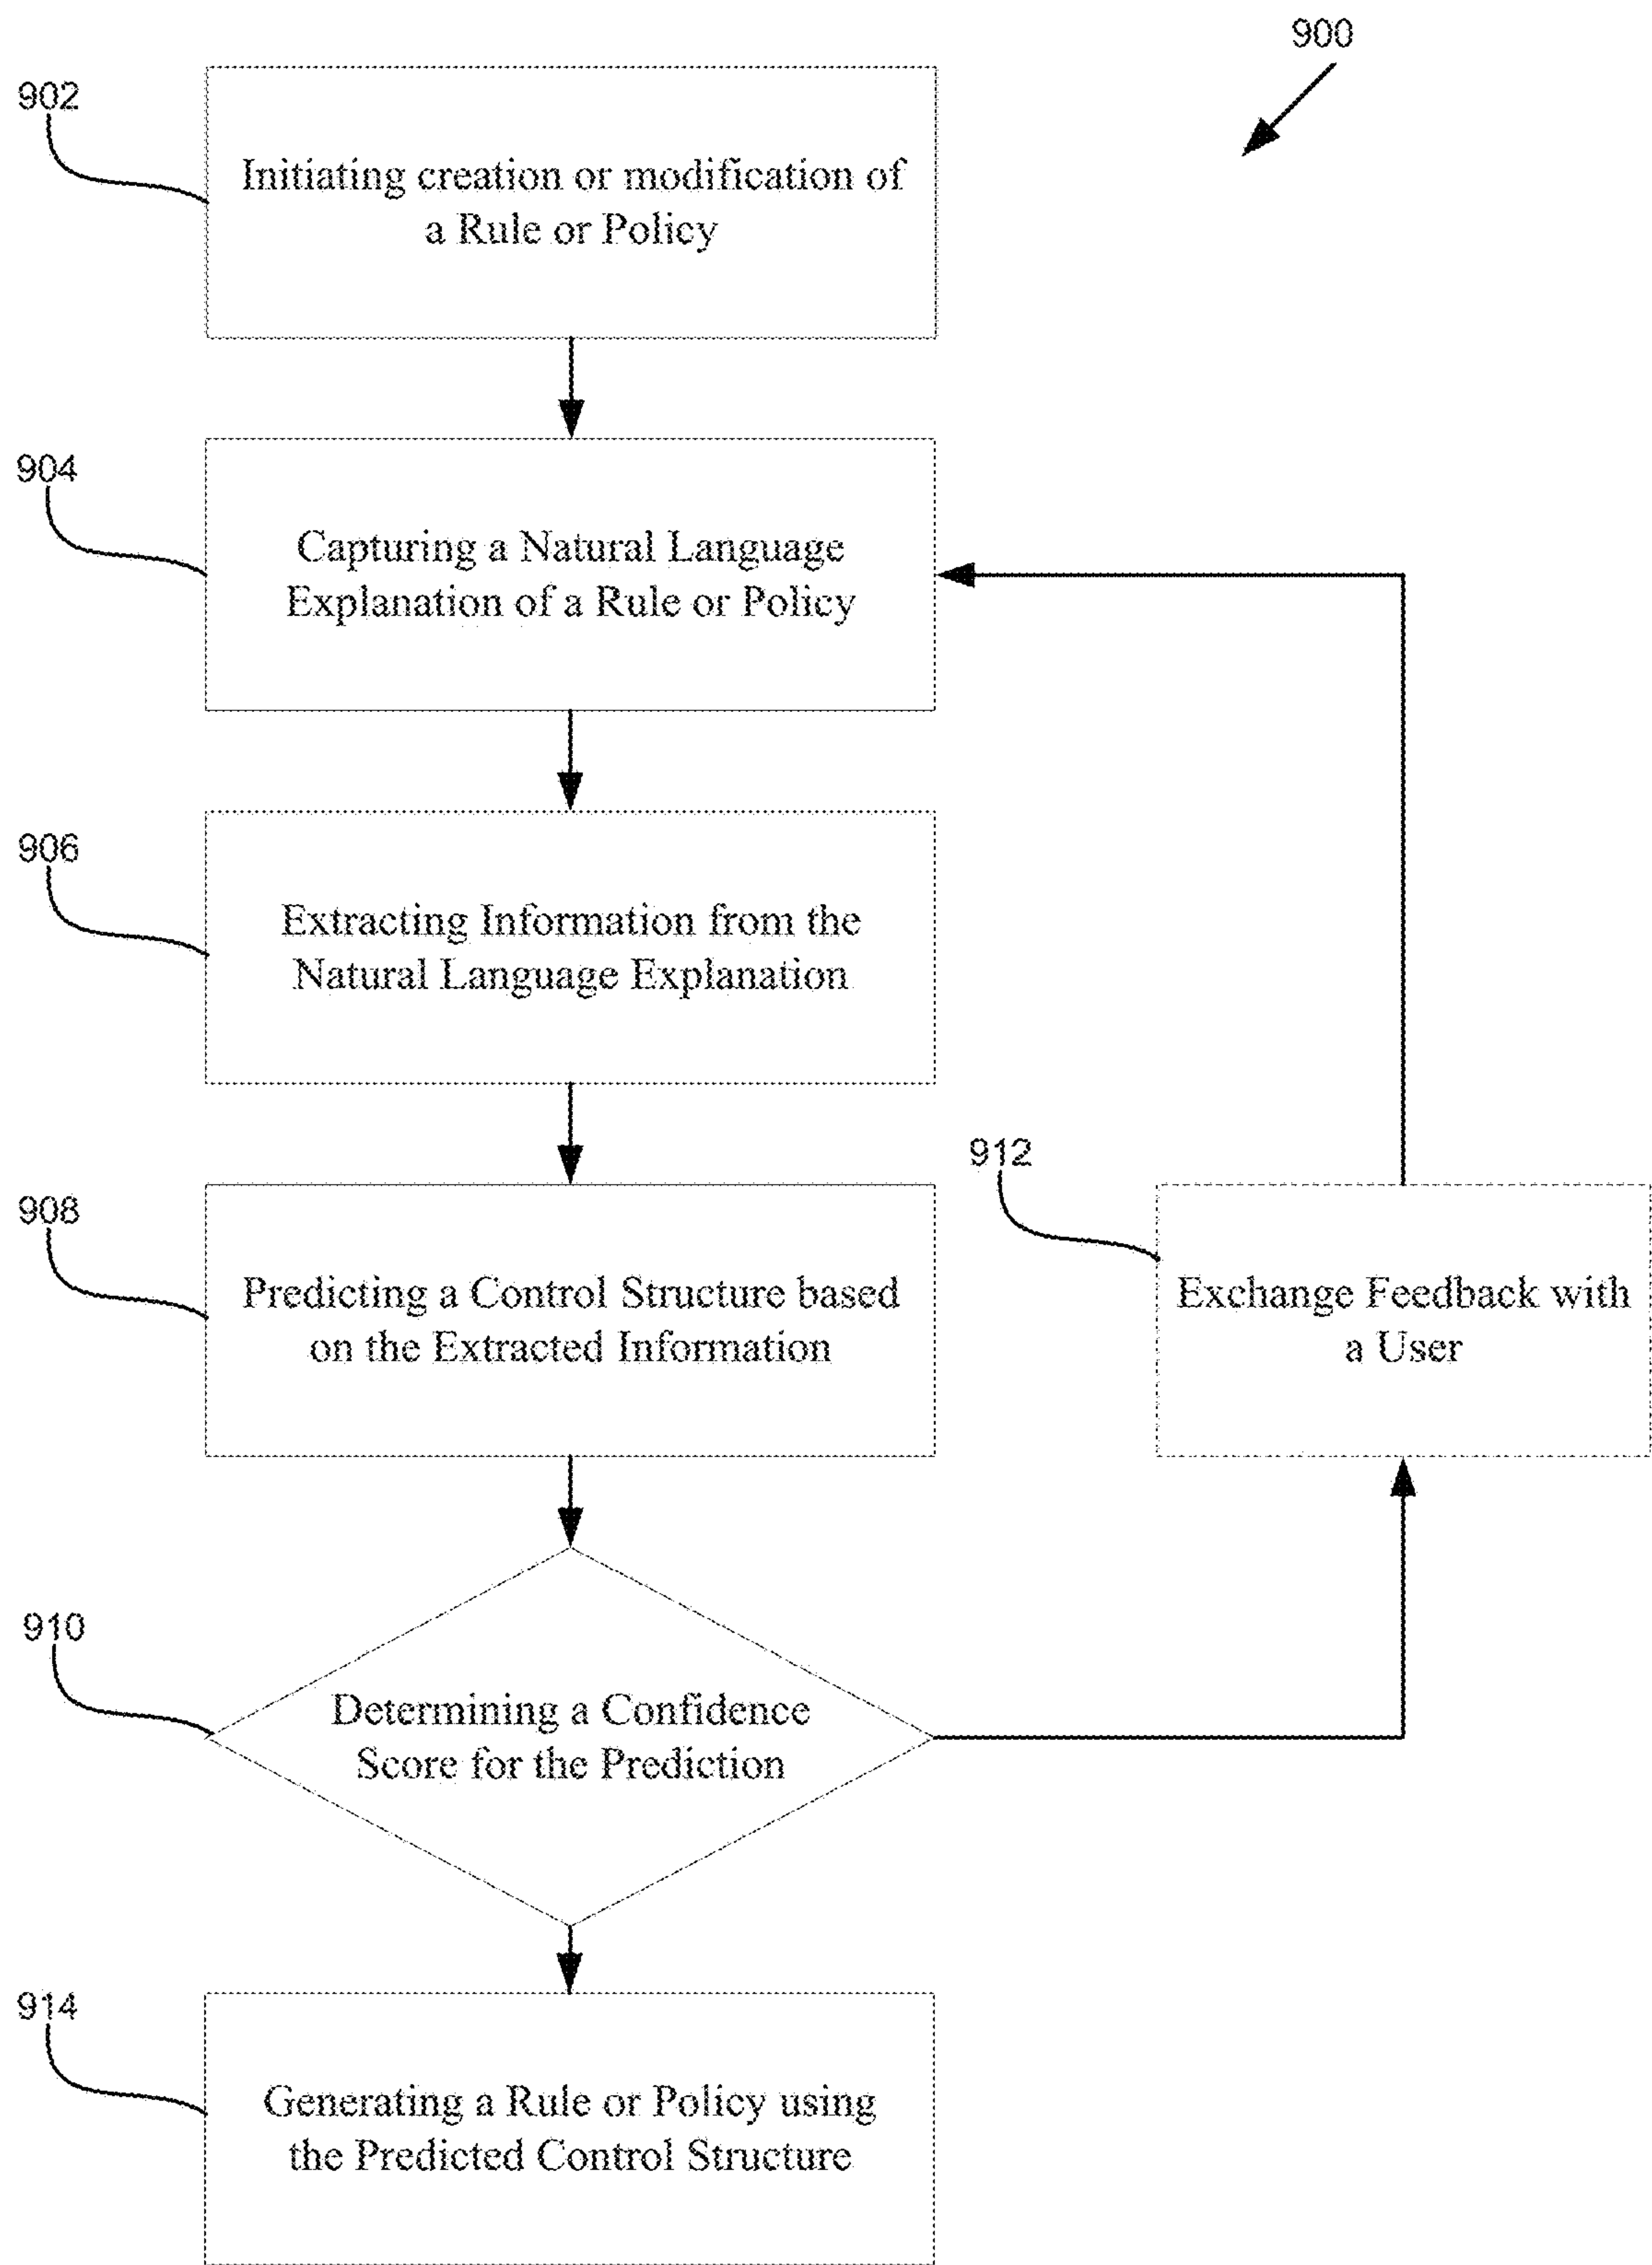 900
902
Initiating creation or modification of
a Rule or Policy
904
Capturing a Natural Language
Explanation of a Rule or Policy
906
Extracting Information from the
Natural Language Explanation
908
Predicting a Control Structure based
on the Extracted Information
912
Exchange Feedback with
a User
910
Determining a Confidence
Score for the Prediction
914
Generating a Rule or Policy using
the Predicted Control Structure